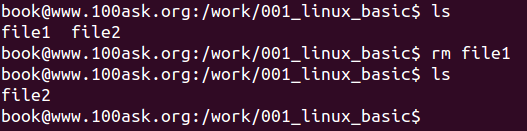 book@www.100ask.org:/work/001_linux_basic$ ls
file1  file2
book@www.100ask.org:/work/001_linux_basic$ rm file1
book@www.100ask.org:/work/001_linux_basic$ ls
file2
book@www.100ask.org:/work/001_linux_basic$